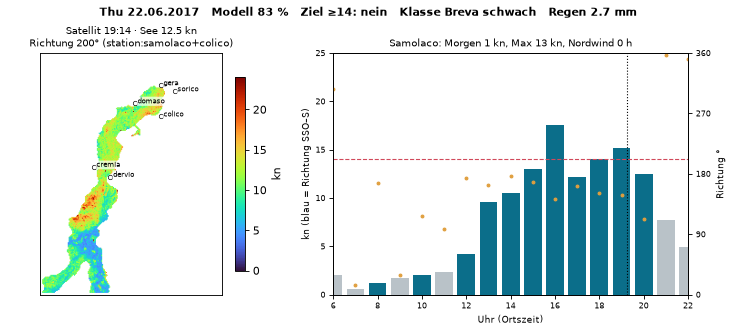 Thu 22.06.2017 Modell 83 % Ziel ≥14: nein Klasse Breva schwach Regen 2.7 mm
Satellit 19:14 · See 12.5 kn
Richtung 200° (station:samolaco+colico)
gera
sorico
domaso
colico
cremia
dervio
20
15
10
5
0
kn
Samolaco: Morgen 1 kn, Max 13 kn, Nordwind 0 h
25
20
15
10
5
0
kn (blau = Richtung SSO–S)
360
270
180
90
0
Richtung °
6 8 10 12 14 16 18 20 22
Uhr (Ortszeit)